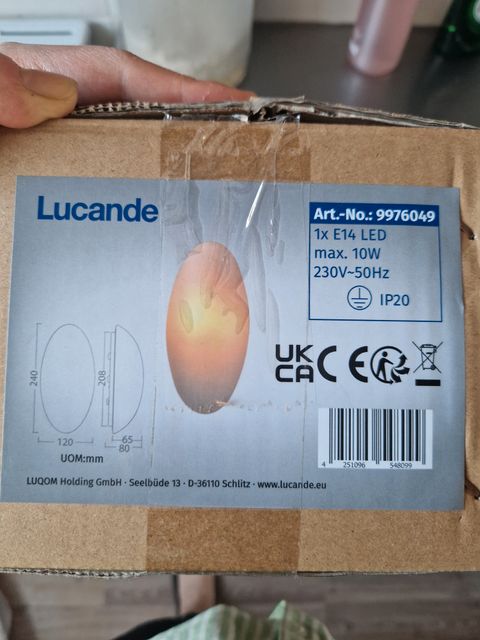 Lucande
Art.-No.: 9976049
1x E14 LED
max. 10W
230V~50Hz
IP20
UK
CA
CE
240
208
120
65
80
UOM:mm
4 251096 548099
LUQOM Holding GmbH · Seelbüde 13 · D-36110 Schlitz · www.lucande.eu